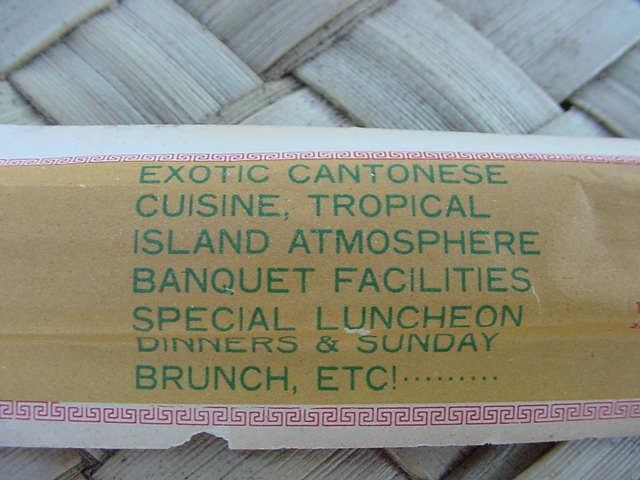 EXOTIC CANTONESE
CUISINE, TROPICAL
ISLAND ATMOSPHERE
BANQUET FACILITIES
SPECIAL LUNCHEON
DINNERS & SUNDAY
BRUNCH, ETC!.........